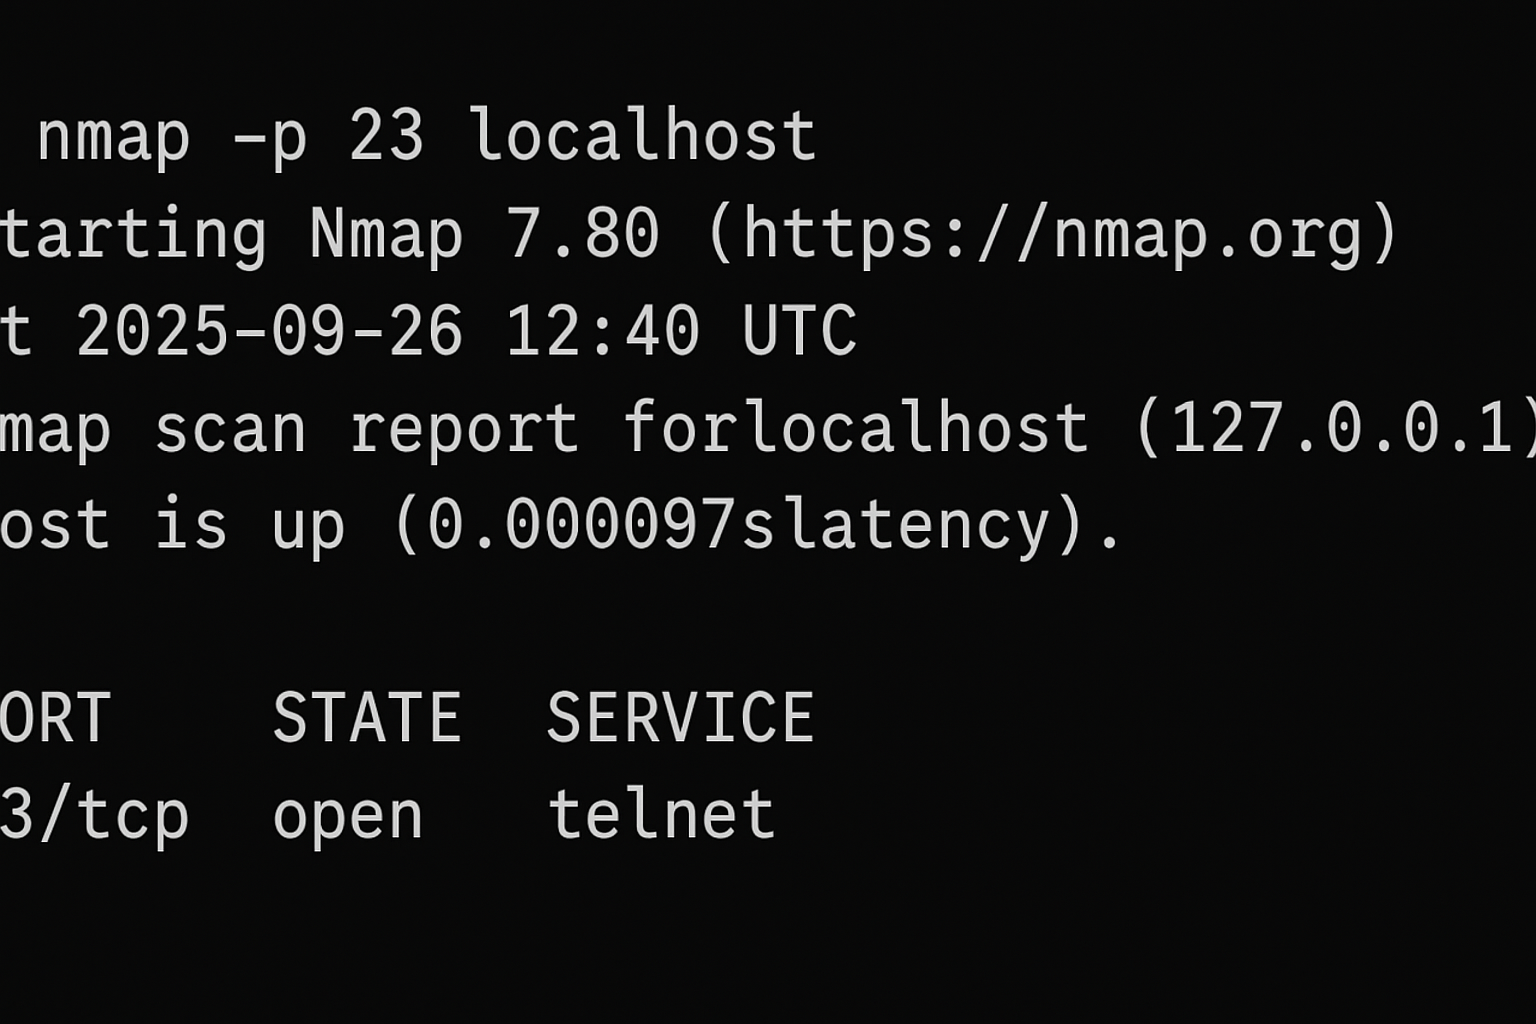 nmap -p 23 localhost
tarting Nmap 7.80 (https://nmap.org)
t 2025-09-26 12:40 UTC
map scan report forlocalhost (127.0.0.1)
ost is up (0.000097slatency).
ORT STATE SERVICE
3/tcp open telnet